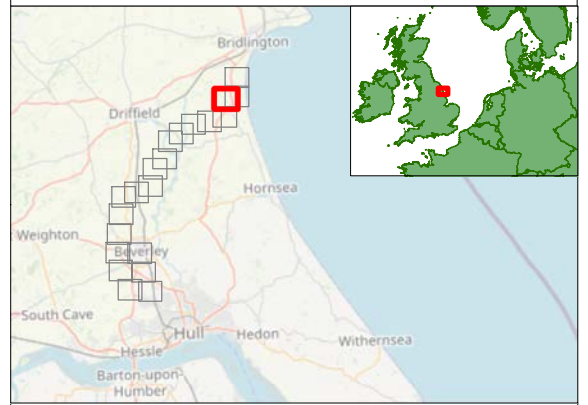 Bridlington
Driffield
Hornsea
Weighton
Beverley
South Cave
Hull
Hedon
Withernsea
Hessle
Barton-upon-
Humber